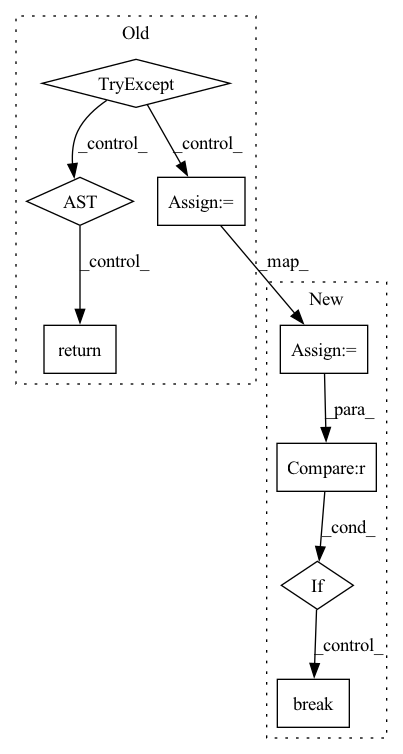 Old
TryExcept
_control_
_control_
AST
Assign:=
_control_
_map_
New
return
Assign:=
_para_
Compare:r
_cond_
If
_control_
break